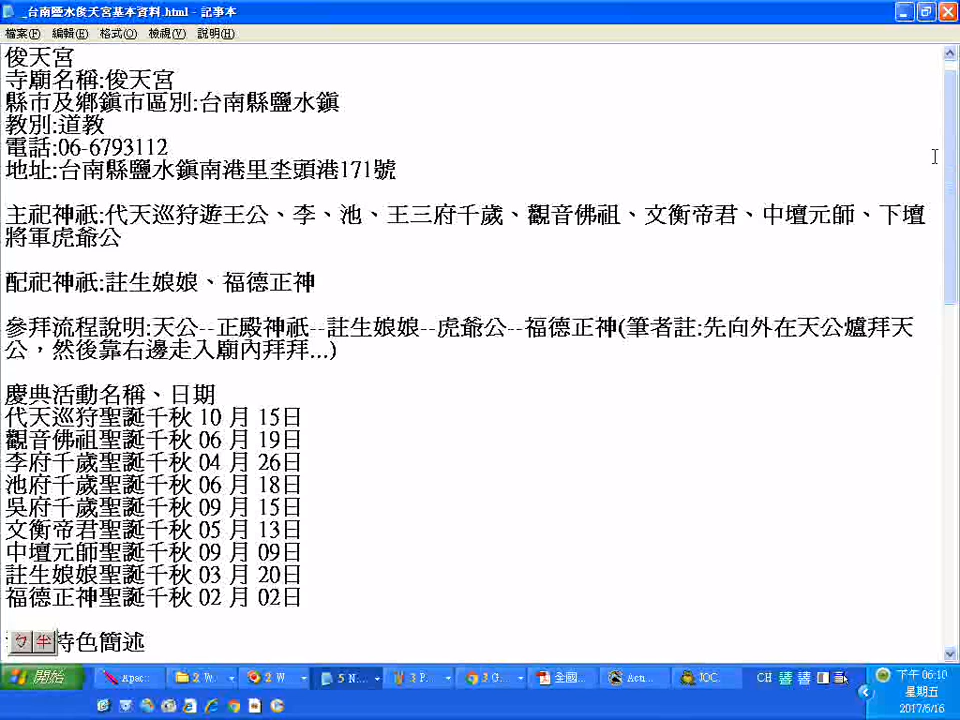 _台南鹽水俊天宮基本資料.html - 記事本
檔案(F) 編輯(E) 格式(O) 檢視(V) 說明(H)
俊天宮
寺廟名稱:俊天宮
縣市及鄉鎮市區別:台南縣鹽水鎮
教別:道教
電話:06-6793112
地址:台南縣鹽水鎮南港里坔頭港171號
主祀神祇:代天巡狩遊王公、李、池、王三府千歲、觀音佛祖、文衡帝君、中壇元師、下壇
將軍虎爺公
配祀神祇:註生娘娘、福德正神
參拜流程說明:天公--正殿神祇--註生娘娘--虎爺公--福德正神(筆者註:先向外在天公爐拜天
公，然後靠右邊走入廟內拜拜...)
慶典活動名稱、日期
代天巡狩聖誕千秋 10 月 15日
觀音佛祖聖誕千秋 06 月 19日
李府千歲聖誕千秋 04 月 26日
池府千歲聖誕千秋 06 月 18日
吳府千歲聖誕千秋 09 月 15日
文衡帝君聖誕千秋 05 月 13日
中壇元師聖誕千秋 09 月 09日
註生娘娘聖誕千秋 03 月 20日
福德正神聖誕千秋 02 月 02日
ㄅ 半 特色簡述
開始 Apac... 2 W... 2 W... 5 N... 3 P... 3 G... 全國... Acti... IOC... CH 下午 06:10
星期五
2017/6/16